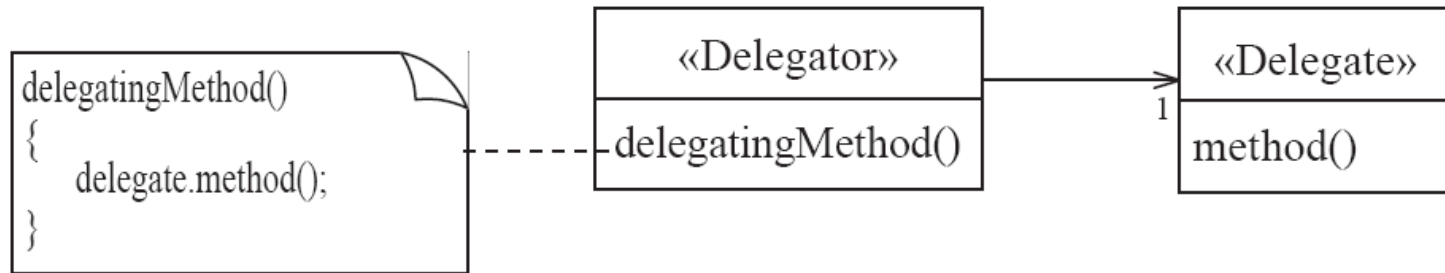 delegatingMethod()
{
delegate.method();
}
«Delegator»
delegatingMethod()
1
«Delegate»
method()